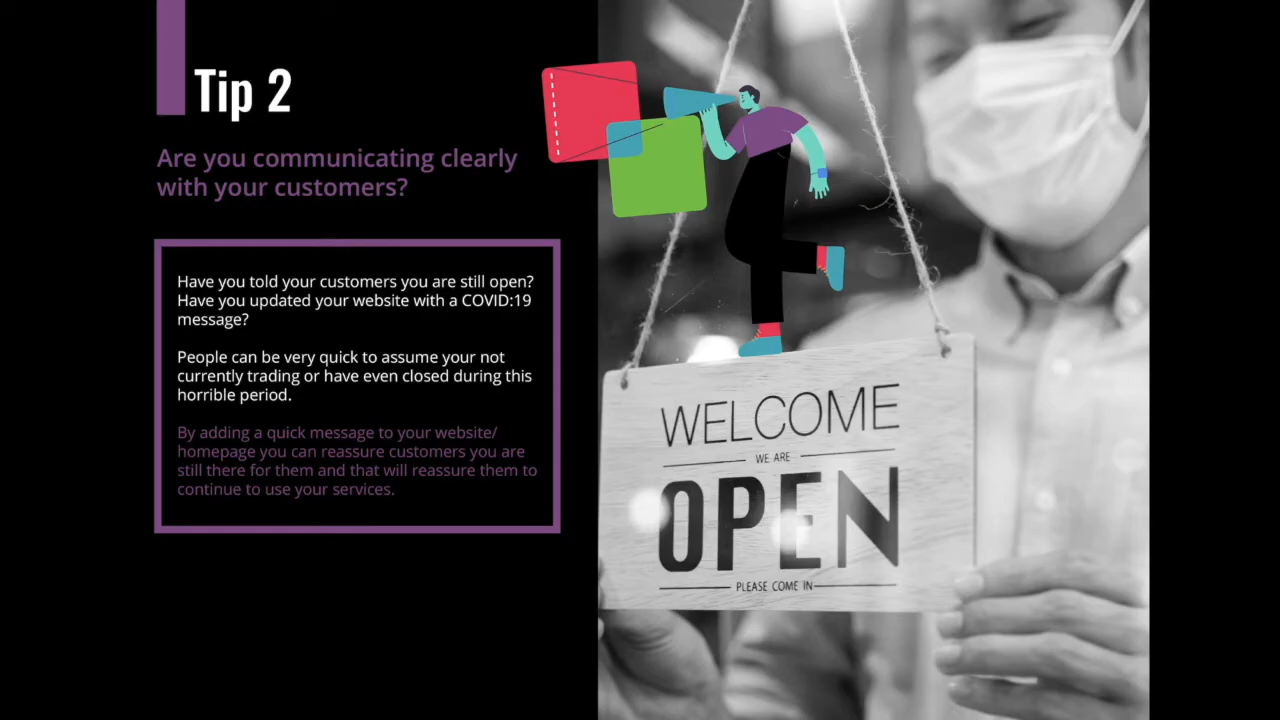 Tip 2
Are you communicating clearly
with your customers?
Have you told your customers you are still open?
Have you updated your website with a COVID:19
message?
People can be very quick to assume your not
currently trading or have even closed during this
horrible period.
By adding a quick message to your website/
homepage you can reassure customers you are
still there for them and that will reassure them to
continue to use your services.
WELCOME
WE ARE
OPEN
PLEASE COME IN